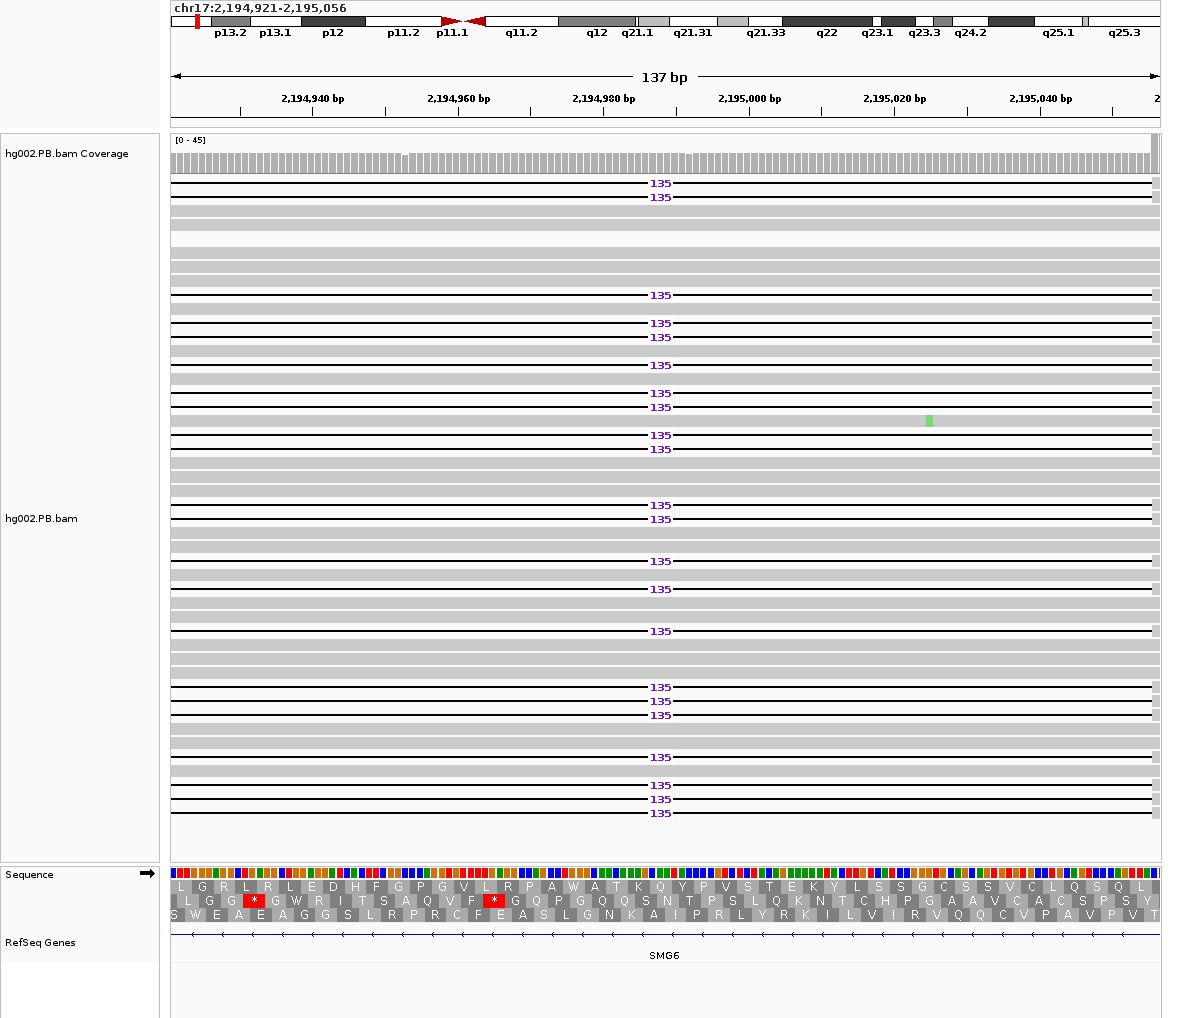 chr17:2,194,921-2,195,056
p13.2 p13.1 p12 p11.2 p11.1 q11.2 q12 q21.1 q21.31 q21.33 q22 q23.1 q23.3 q24.2 q25.1 q25.3
137 bp
2,194,940 bp 2,194,960 bp 2,194,980 bp 2,195,000 bp 2,195,020 bp 2,195,040 bp 2
[0 - 45]
hg002.PB.bam Coverage
135
135
135
135
135
135
135
135
135
135
135
135
hg002.PB.bam
135
135
135
135
135
135
135
135
135
135
135
Sequence
L G R L R L E D H F G P G V L R P A W A T K Q Y P V S T E K Y L S S G C S S V C L Q S Q L
L G G * G W R I T S A Q V F * G Q P G Q Q S N T P S L Q K N T C H P G A A V C A C S P S Y
S W E A E A G G S L R P R C F E A S L G N K A I P R L Y R K I L V I R V Q Q C V P A V P V T
RefSeq Genes
SMG6